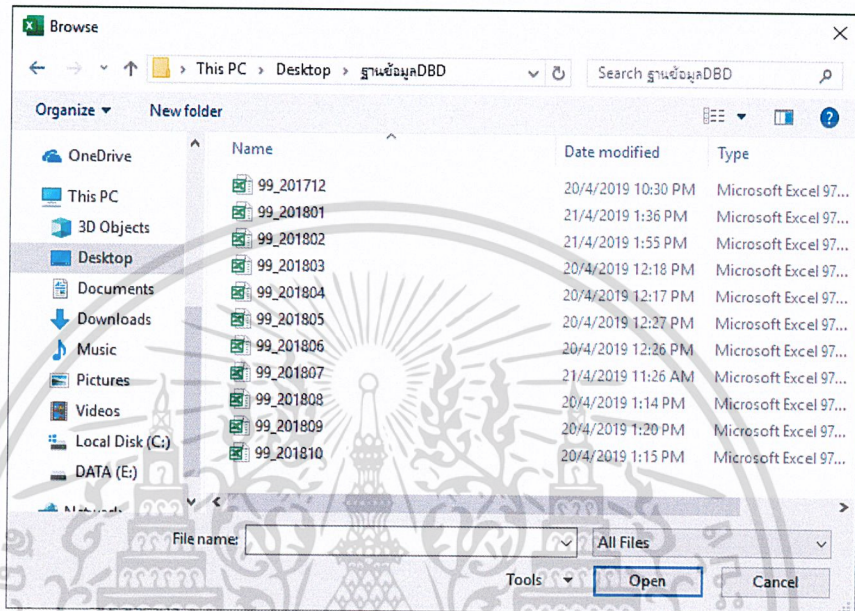 Browse
This PC > Desktop > ฐานข้อมูลDBD
Search ฐานข้อมูลDBD
Organize
New folder
Name
Date modified
Type
OneDrive
This PC
3D Objects
Desktop
Documents
Downloads
Music
Pictures
Videos
Local Disk (C:)
DATA (E:)
99_201712 20/4/2019 10:30 PM Microsoft Excel 97...
99_201801 21/4/2019 1:36 PM Microsoft Excel 97...
99_201802 21/4/2019 1:55 PM Microsoft Excel 97...
99_201803 20/4/2019 12:18 PM Microsoft Excel 97...
99_201804 20/4/2019 12:17 PM Microsoft Excel 97...
99_201805 20/4/2019 12:27 PM Microsoft Excel 97...
99_201806 20/4/2019 12:26 PM Microsoft Excel 97...
99_201807 21/4/2019 11:26 AM Microsoft Excel 97...
99_201808 20/4/2019 1:14 PM Microsoft Excel 97...
99_201809 20/4/2019 1:20 PM Microsoft Excel 97...
99_201810 20/4/2019 1:15 PM Microsoft Excel 97...
File name:
All Files
Tools
Open
Cancel